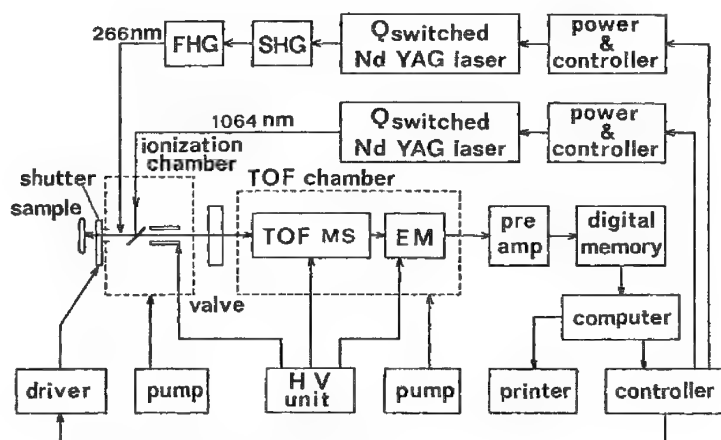 266nm
FHG
SHG
Q switched
Nd YAG laser
power
&
controller
1064 nm
Q switched
Nd YAG laser
power
&
controller
ionization
chamber
shutter
sample
TOF chamber
TOF MS
EM
pre
amp
digital
memory
valve
computer
driver
pump
HV
unit
pump
printer
controller